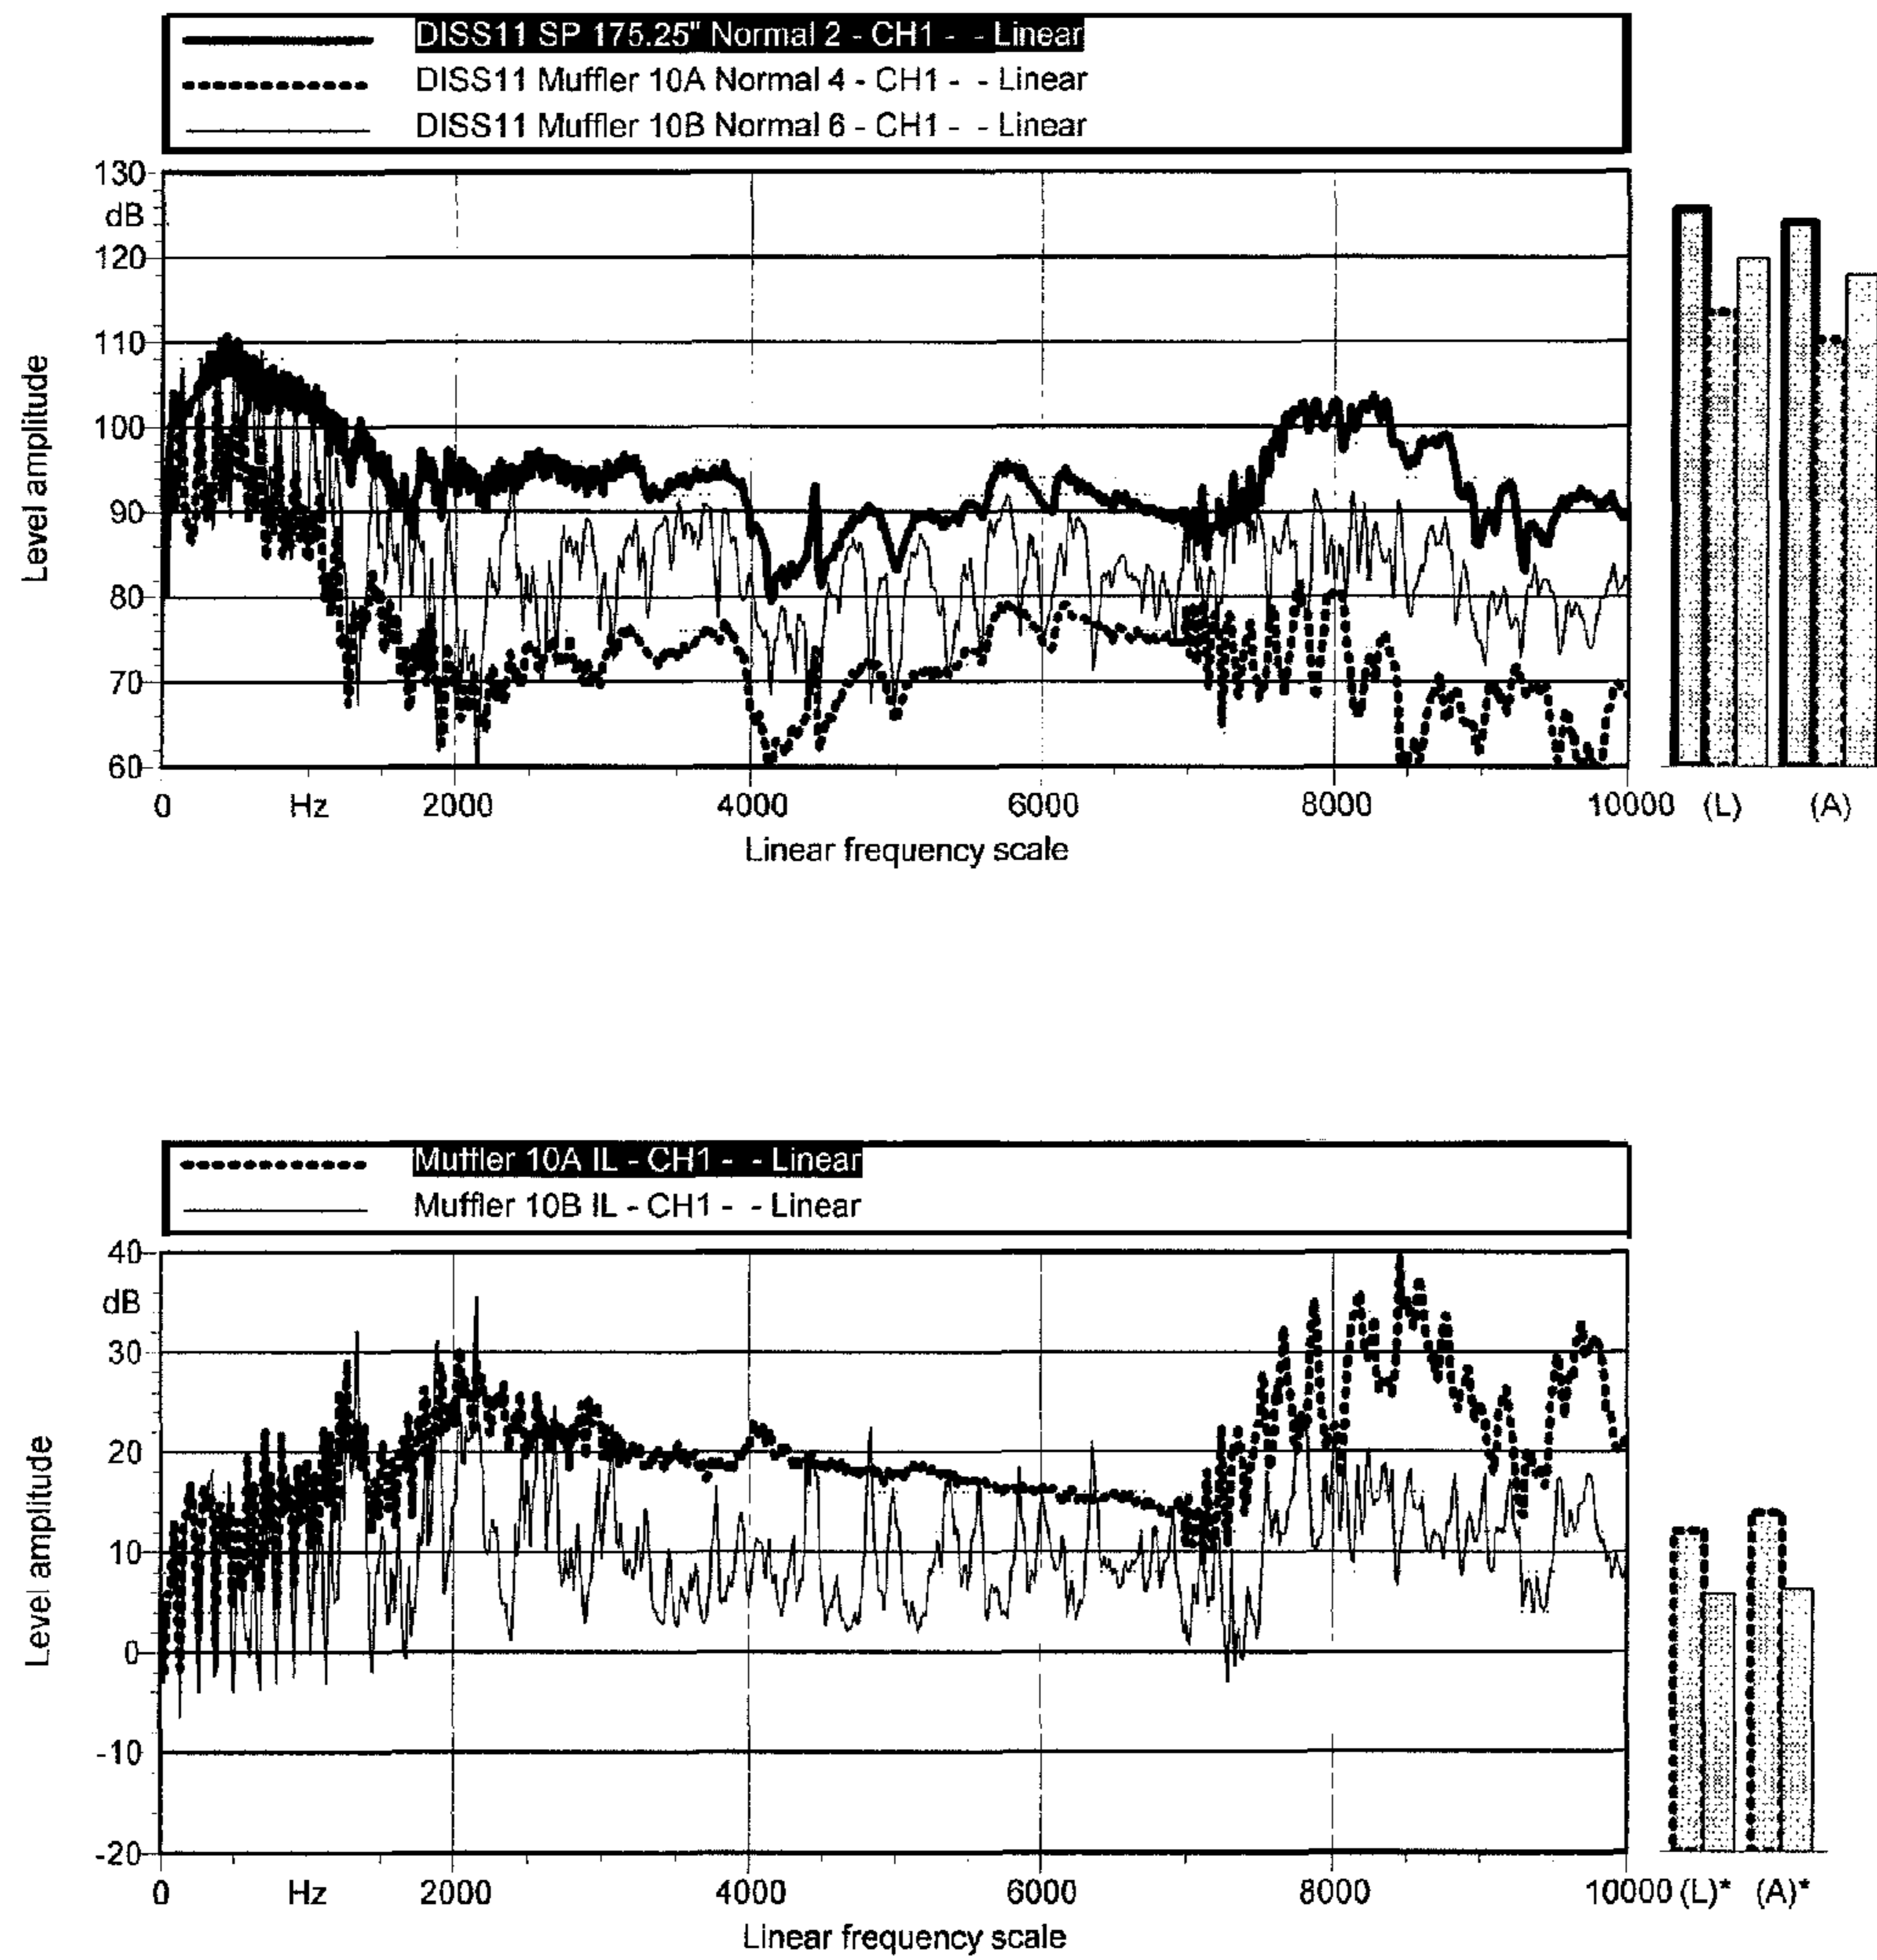 DISS11 SP 175.25" Normal 2 - CH1 - - Linear
DISS11 Muffler 10A Normal 4 - CH1 - - Linear
DISS11 Muffler 10B Normal 6 - CH1 - - Linear
130
dB
120
110
100
90
80
70
60
Level amplitude
0 Hz 2000 4000 6000 8000 10000 (L) (A)
Linear frequency scale
Muffler 10A IL - CH1 - - Linear
Muffler 10B IL - CH1 - - Linear
40
dB
30
20
10
0
-10
-20
Level amplitude
0 Hz 2000 4000 6000 8000 10000 (L)* (A)*
Linear frequency scale